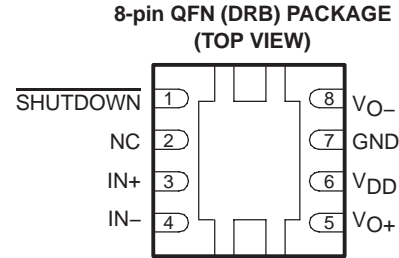 8-pin QFN (DRB) PACKAGE
(TOP VIEW)
SHUTDOWN 1 8 VO–
NC 2 7 GND
IN+ 3 6 VDD
IN– 4 5 VO+